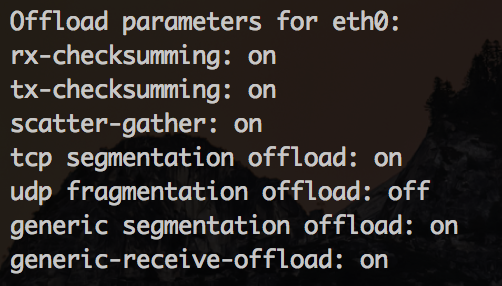 Offload parameters for eth0:
rx-checksumming: on
tx-checksumming: on
scatter-gather: on
tcp segmentation offload: on
udp fragmentation offload: off
generic segmentation offload: on
generic-receive-offload: on